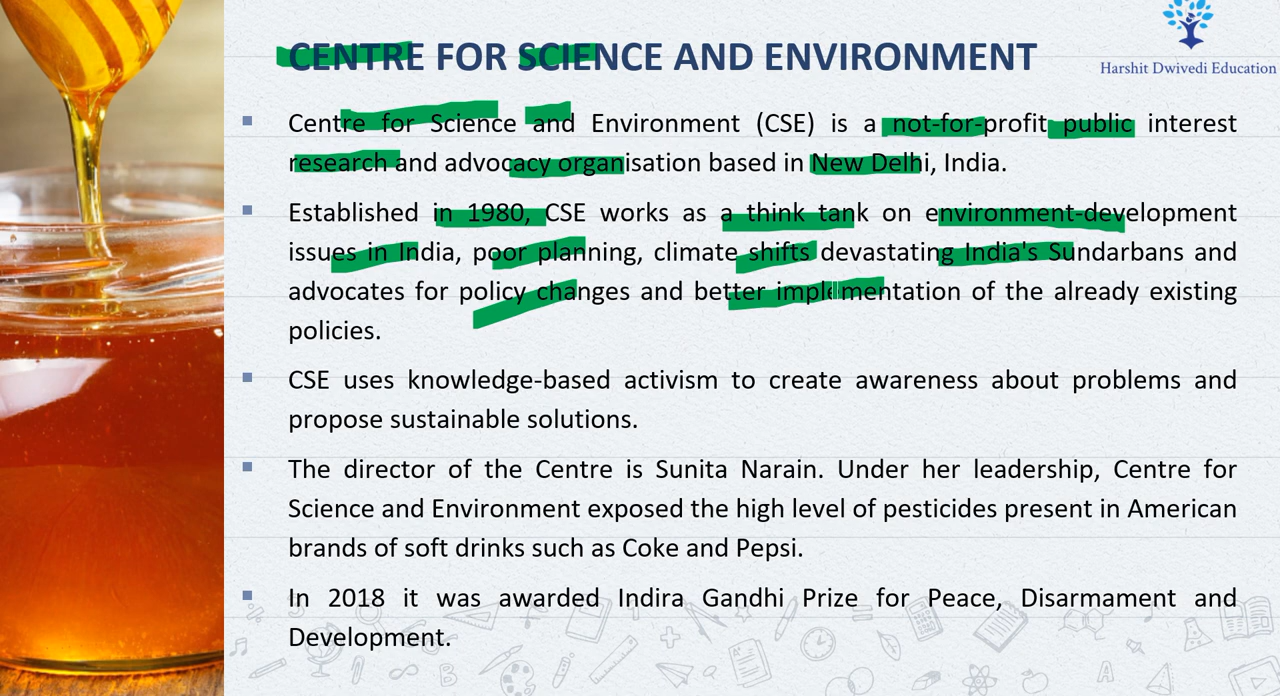 CENTRE FOR SCIENCE AND ENVIRONMENT
Harshit Dwivedi Education
Centre for Science and Environment (CSE) is a not-for-profit public interest
research and advocacy organisation based in New Delhi, India.
Established in 1980, CSE works as a think tank on environment-development
issues in India, poor planning, climate shifts devastating India's Sundarbans and
advocates for policy changes and better implementation of the already existing
policies.
CSE uses knowledge-based activism to create awareness about problems and
propose sustainable solutions.
The director of the Centre is Sunita Narain. Under her leadership, Centre for
Science and Environment exposed the high level of pesticides present in American
brands of soft drinks such as Coke and Pepsi.
In 2018 it was awarded Indira Gandhi Prize for Peace, Disarmament and
Development.